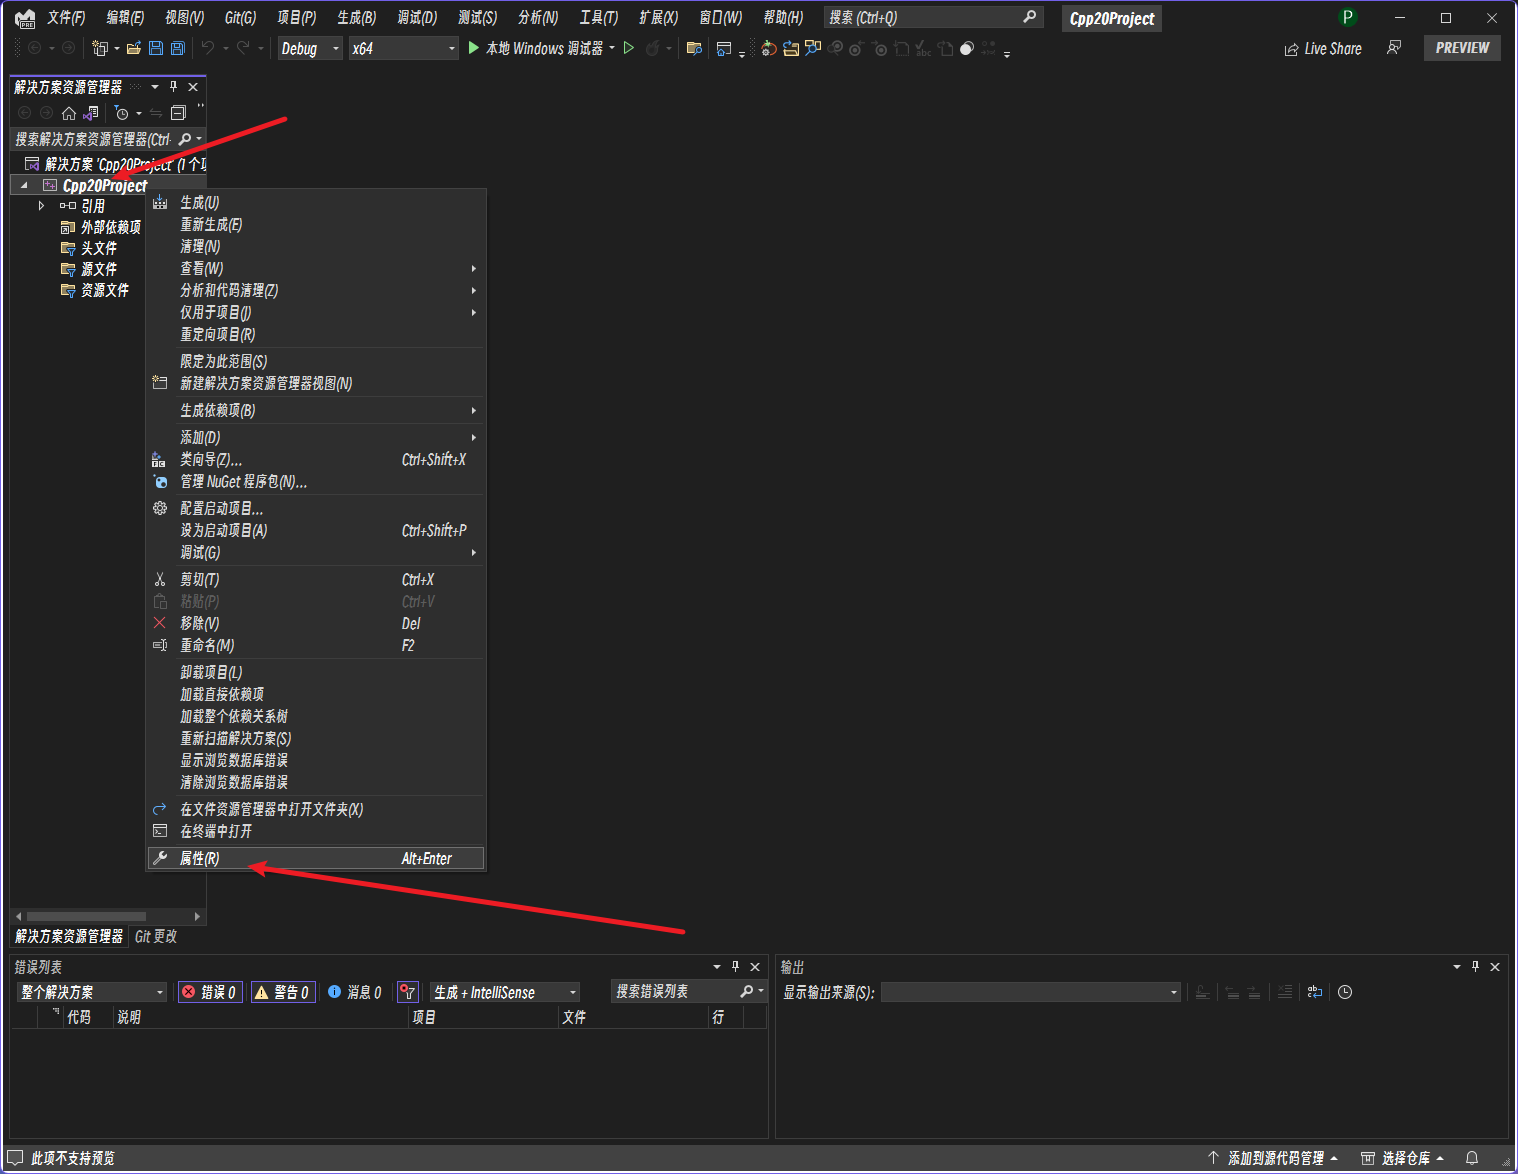 文件(F) 编辑(E) 视图(V) Git(G) 项目(P) 生成(B) 调试(D) 测试(S) 分析(N) 工具(T) 扩展(X) 窗口(W) 帮助(H) 搜索 (Ctrl+Q) Cpp20Project P
Debug x64 本地 Windows 调试器 Live Share PREVIEW
解决方案资源管理器
搜索解决方案资源管理器(Ctrl-
解决方案 'Cpp20Project' (1 个项
Cpp20Project
引用
外部依赖项
头文件
源文件
资源文件
生成(U)
重新生成(E)
清理(N)
查看(W)
分析和代码清理(Z)
仅用于项目(J)
重定向项目(R)
限定为此范围(S)
新建解决方案资源管理器视图(N)
生成依赖项(B)
添加(D)
类向导(Z)... Ctrl+Shift+X
管理 NuGet 程序包(N)...
配置启动项目...
设为启动项目(A) Ctrl+Shift+P
调试(G)
剪切(T) Ctrl+X
粘贴(P) Ctrl+V
移除(V) Del
重命名(M) F2
卸载项目(L)
加载直接依赖项
加载整个依赖关系树
重新扫描解决方案(S)
显示浏览数据库错误
清除浏览数据库错误
在文件资源管理器中打开文件夹(X)
在终端中打开
属性(R) Alt+Enter
解决方案资源管理器 Git 更改
错误列表
整个解决方案 错误 0 警告 0 消息 0 生成 + IntelliSense 搜索错误列表
代码 说明 项目 文件 行
输出
显示输出来源(S):
此项不支持预览 添加到源代码管理 选择仓库